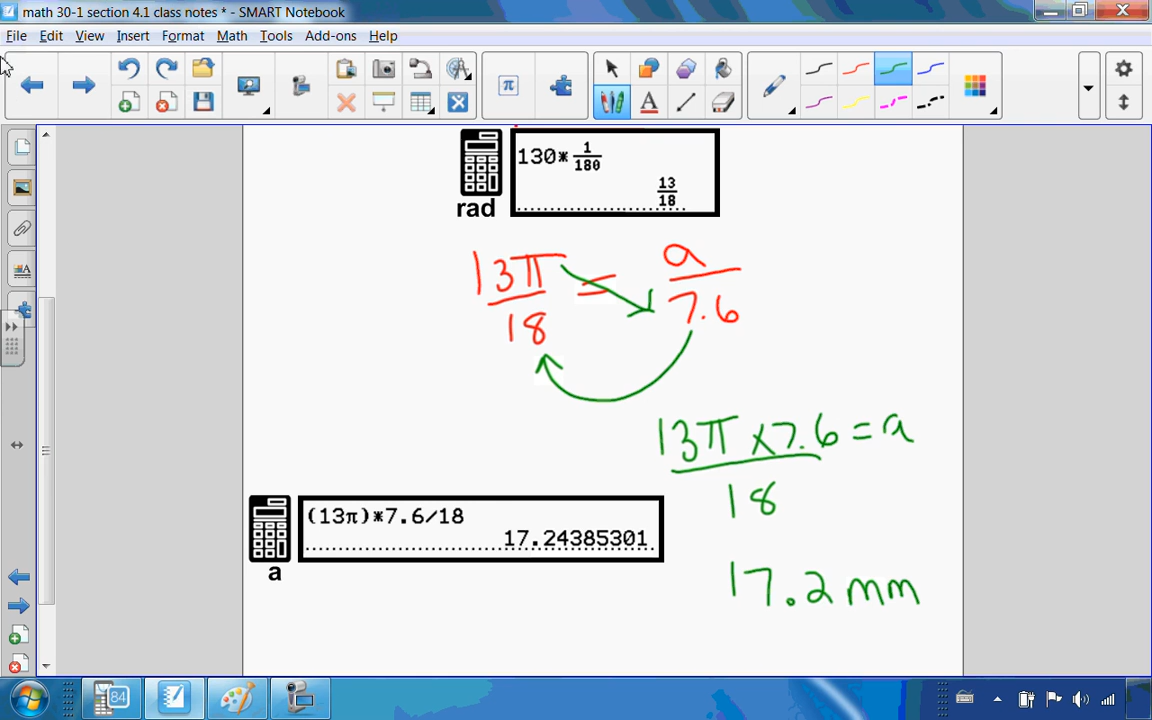 math 30-1 section 4.1 class notes * - SMART Notebook
File Edit View Insert Format Math Tools Add-ons Help
π
A
130*1/180
13/18
rad
13π/18 = a/7.6
13π x 7.6 = a
18
(13π)*7.6/18
17.24385301
a
17.2 mm
84